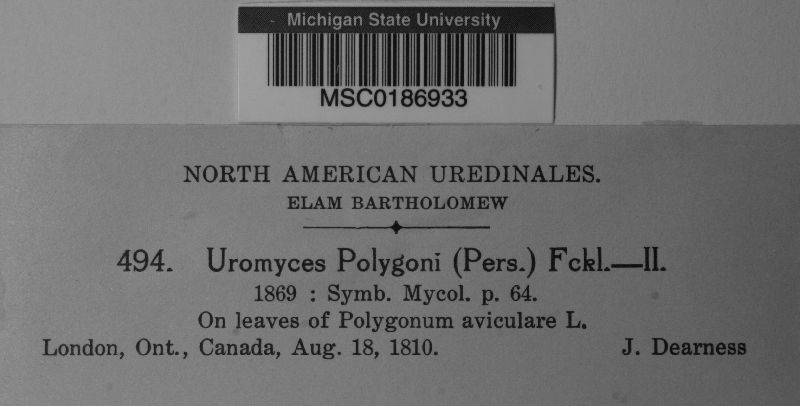 Michigan State University
MSC0186933
NORTH AMERICAN UREDINALES.
ELAM BARTHOLOMEW
494. Uromyces Polygoni (Pers.) Fckl.—II.
1869 : Symb. Mycol. p. 64.
On leaves of Polygonum aviculare L.
London, Ont., Canada, Aug. 18, 1810. J. Dearness